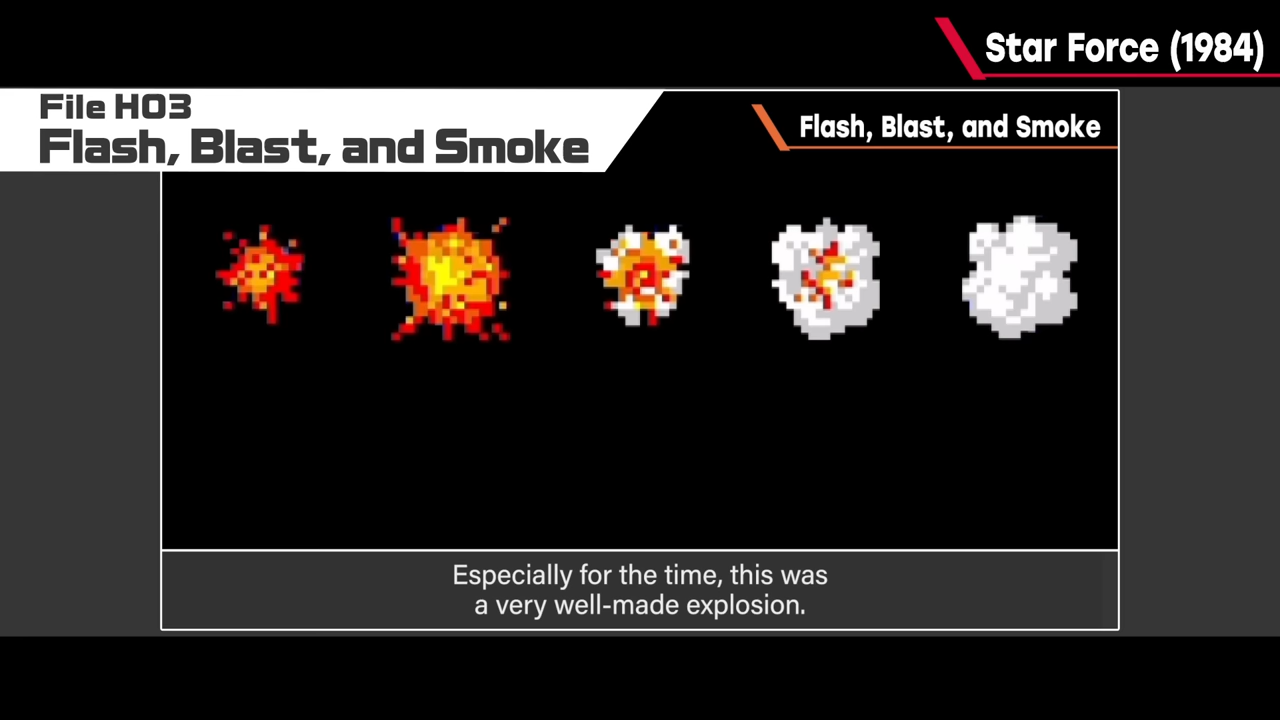 Star Force (1984)
File H03
Flash, Blast, and Smoke
Flash, Blast, and Smoke
Especially for the time, this was
a very well-made explosion.